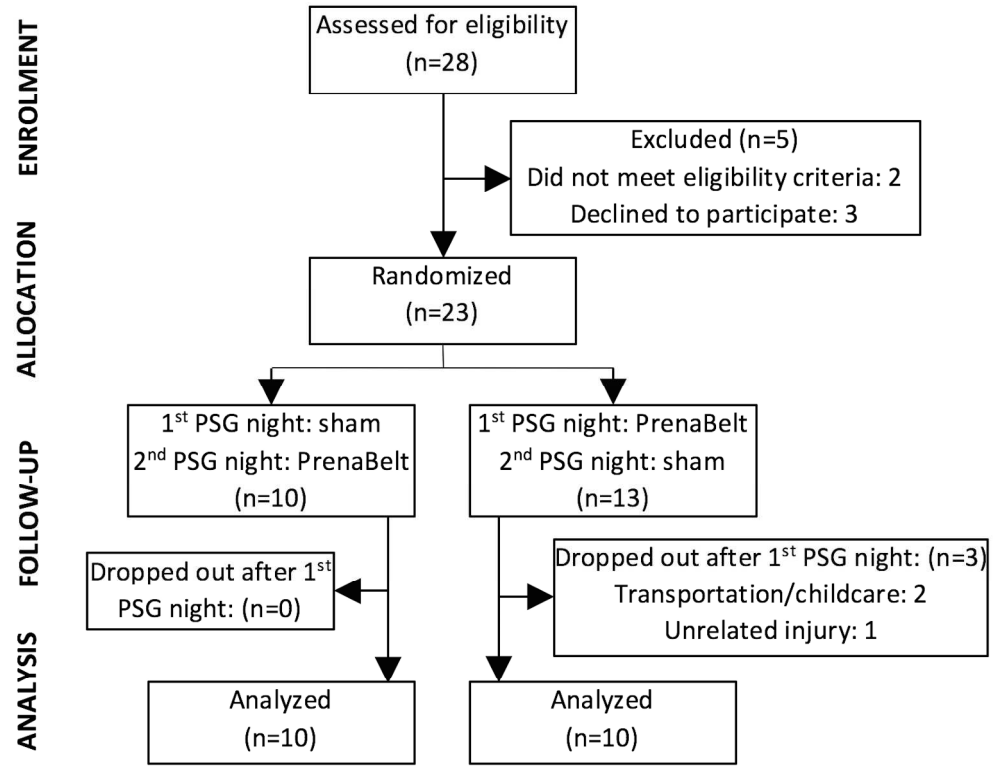 ENROLMENT
Assessed for eligibility
(n=28)
Excluded (n=5)
Did not meet eligibility criteria: 2
Declined to participate: 3
ALLOCATION
Randomized
(n=23)
FOLLOW-UP
1st PSG night: sham
2nd PSG night: PrenaBelt
(n=10)
1st PSG night: PrenaBelt
2nd PSG night: sham
(n=13)
Dropped out after 1st
PSG night: (n=0)
Dropped out after 1st PSG night: (n=3)
Transportation/childcare: 2
Unrelated injury: 1
ANALYSIS
Analyzed
(n=10)
Analyzed
(n=10)